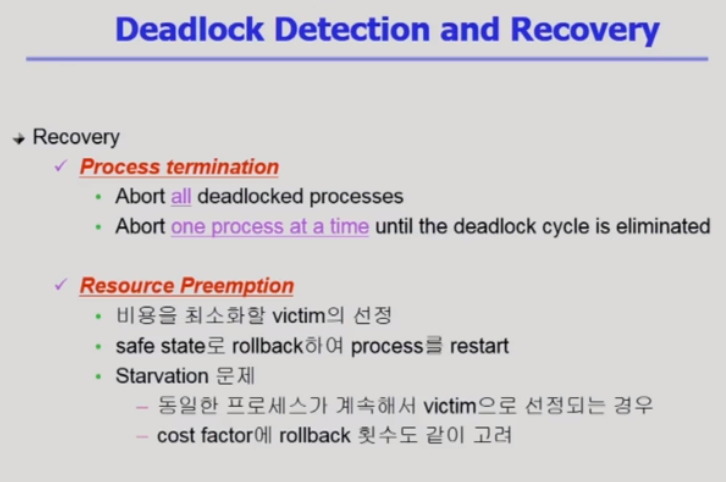 Deadlock Detection and Recovery
Recovery
✓ Process termination
• Abort all deadlocked processes
• Abort one process at a time until the deadlock cycle is eliminated
✓ Resource Preemption
• 비용을 최소화할 victim의 선정
• safe state로 rollback하여 process를 restart
• Starvation 문제
– 동일한 프로세스가 계속해서 victim으로 선정되는 경우
– cost factor에 rollback 횟수도 같이 고려